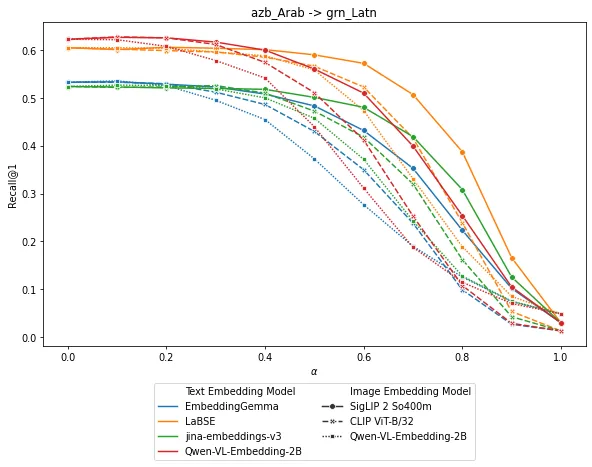 azb_Arab -> grn_Latn
Recall@1
0.6
0.5
0.4
0.3
0.2
0.1
0.0
0.0 0.2 0.4 0.6 0.8 1.0
α
Text Embedding Model
EmbeddingGemma
LaBSE
jina-embeddings-v3
Qwen-VL-Embedding-2B
Image Embedding Model
SigLIP 2 So400m
CLIP ViT-B/32
Qwen-VL-Embedding-2B